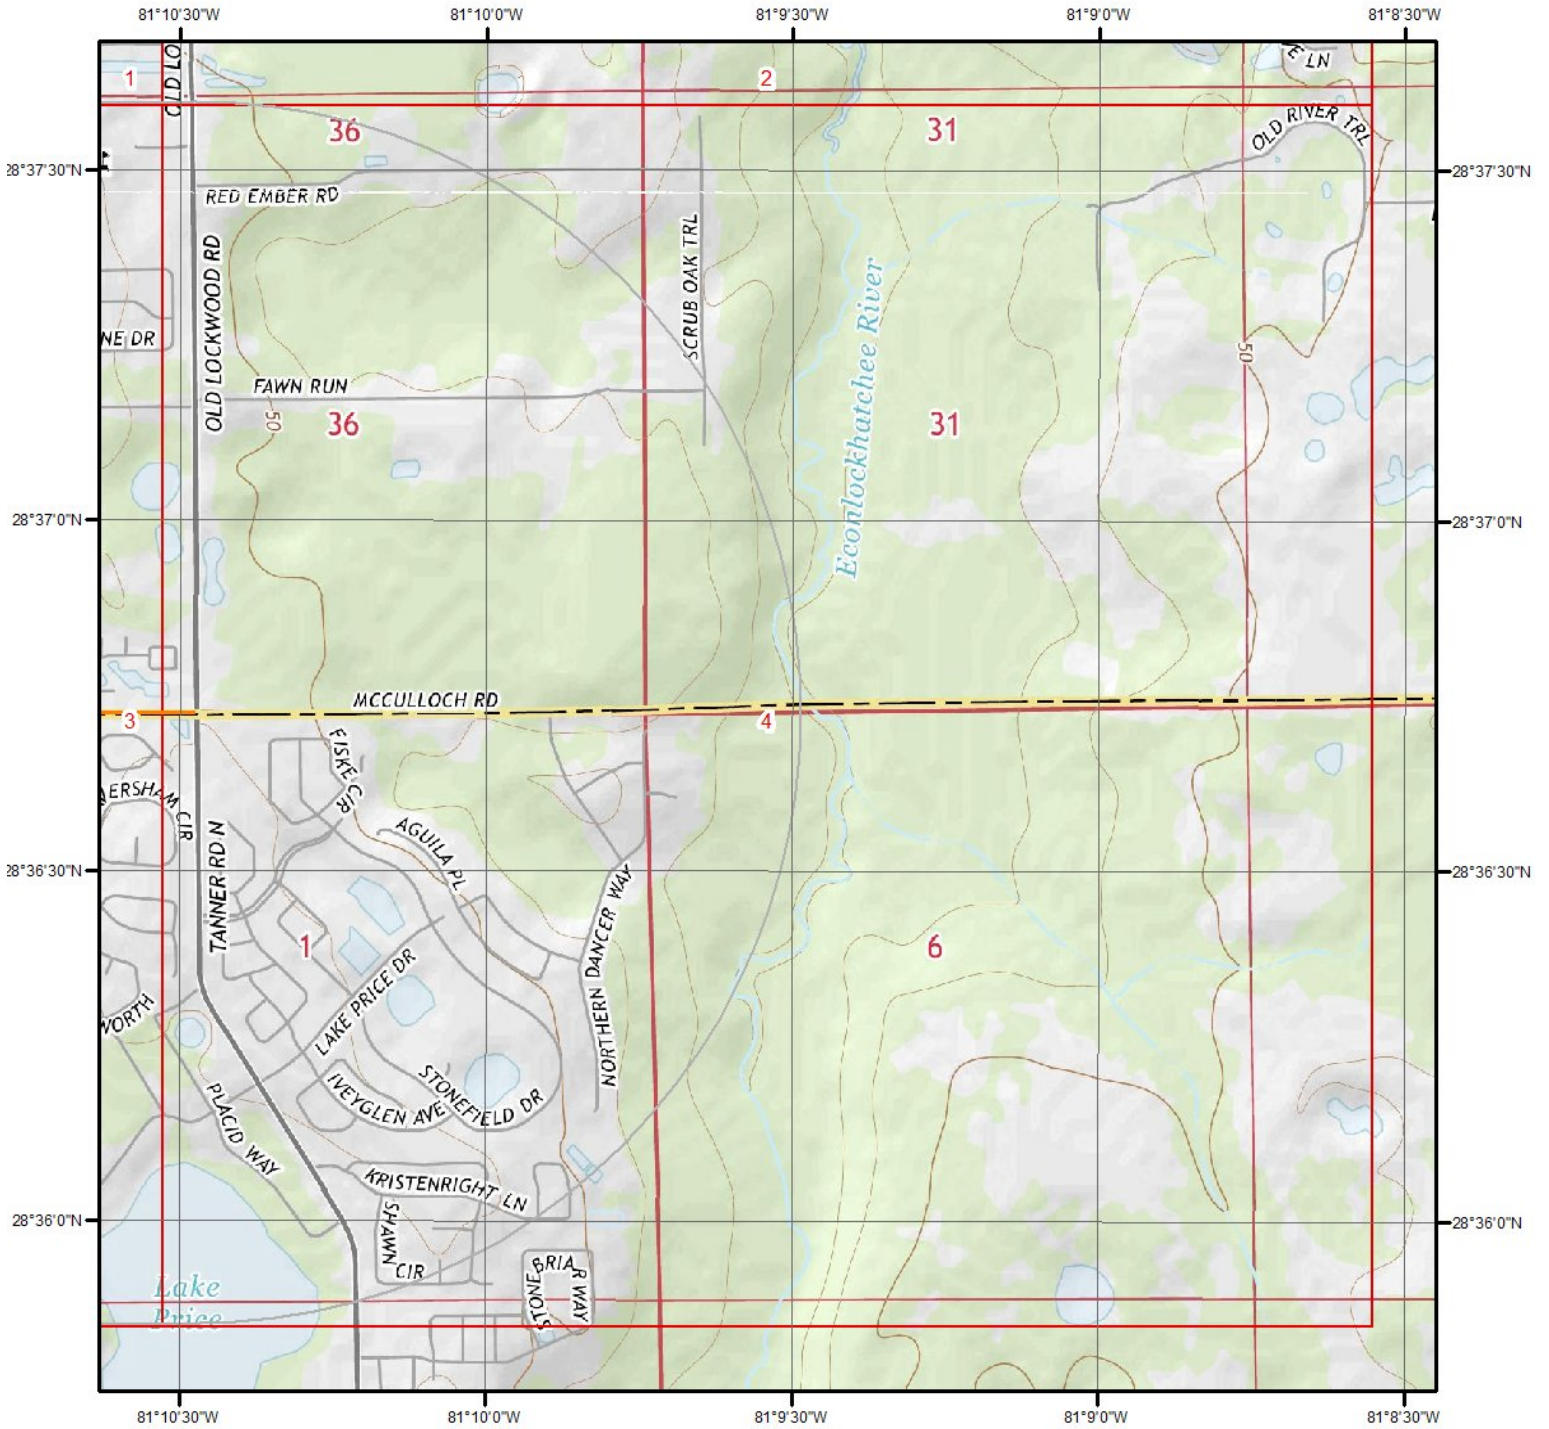 81°10'30"W
81°10'0"W
81°9'30"W
81°9'0"W
81°8'30"W
OLD LO
E LN
1
2
36
31
OLD RIVER TRL
28°37'30"N
28°37'30"N
RED EMBER RD
SCRUB OAK TRL
OLD LOCKWOOD RD
Econlockhatchee River
NE DR
50
FAWN RUN
50
36
31
28°37'0"N
28°37'0"N
MCCULLOCH RD
3
4
FISKE CIR
ERSHAM CIR
AGUILA PL
TANNER RD N
28°36'30"N
28°36'30"N
NORTHERN DANCER WAY
1
6
LAKE PRICE DR
WORTH
STONEFIELD DR
IVEYGLEN AVE
PLACID WAY
KRISTENRIGHT LN
SHAWN CIR
28°36'0"N
28°36'0"N
STONEBRIAR WAY
Lake
Price
81°10'30"W
81°10'0"W
81°9'30"W
81°9'0"W
81°8'30"W